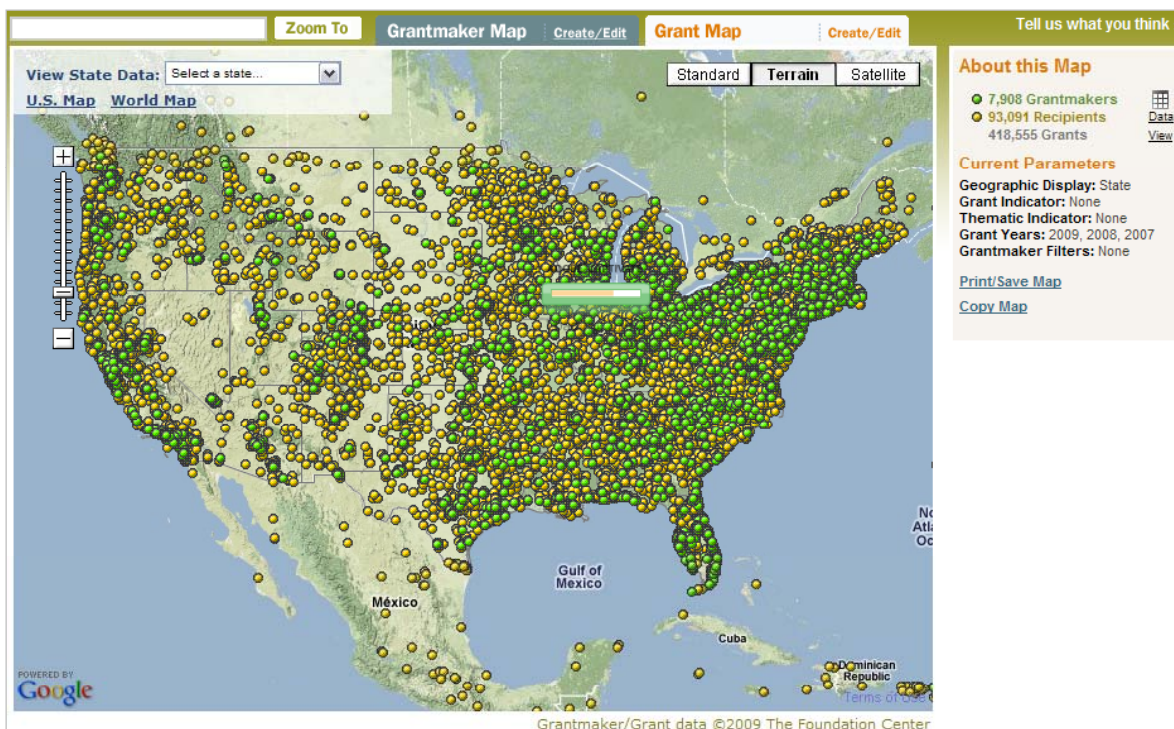 Zoom To
Grantmaker Map Create/Edit
Grant Map Create/Edit
Tell us what you think
View State Data: Select a state...
U.S. Map World Map
Standard Terrain Satellite
About this Map
7,908 Grantmakers
93,091 Recipients
418,555 Grants
Data
View
Current Parameters
Geographic Display: State
Grant Indicator: None
Thematic Indicator: None
Grant Years: 2009, 2008, 2007
Grantmaker Filters: None
Print/Save Map
Copy Map
Gulf of
Mexico
México
Cuba
Dominican
Republic
POWERED BY
Google
Terms of Use
Grantmaker/Grant data ©2009 The Foundation Center